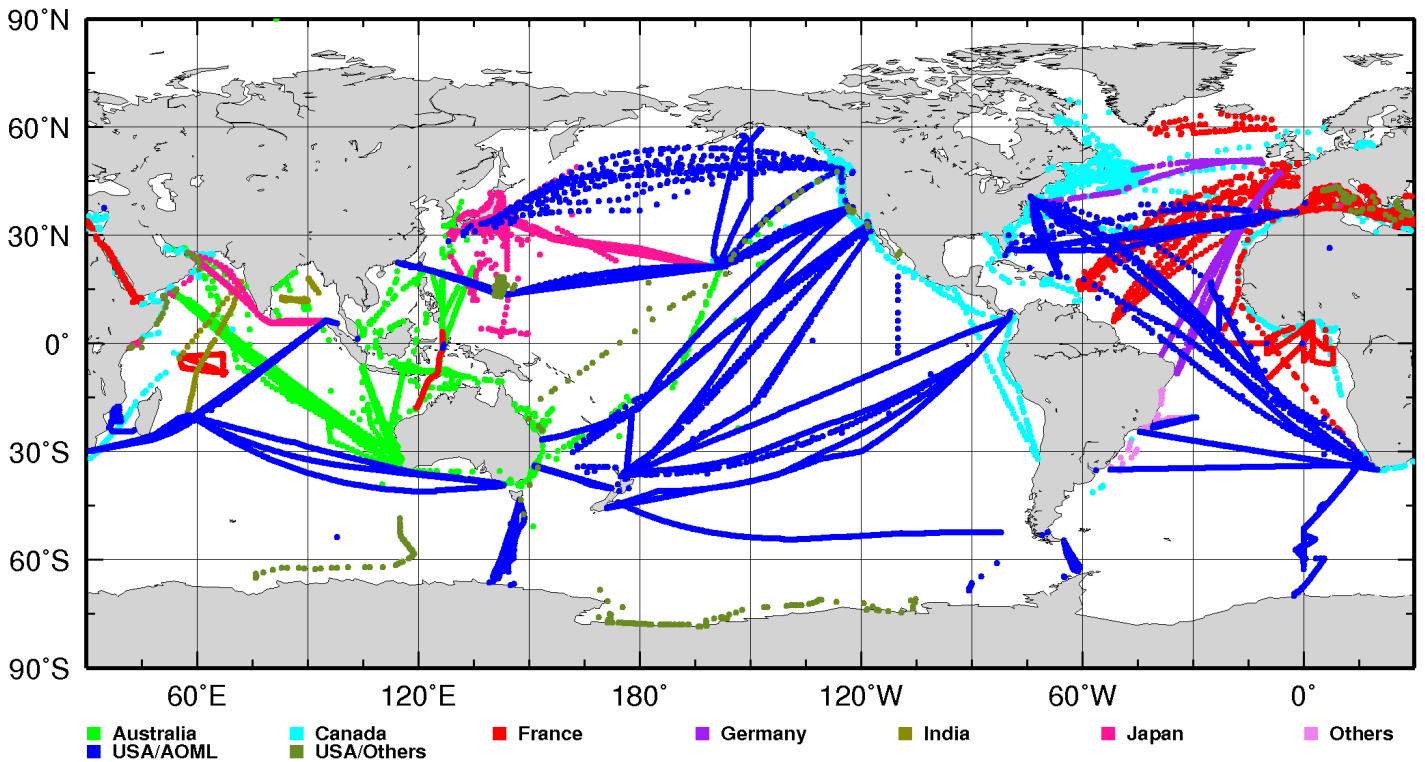 90˚N
60˚N
30˚N
0˚
30˚S
60˚S
90˚S
60˚E 120˚E 180˚ 120˚W 60˚W 0˚
Australia Canada France Germany India Japan Others
USA/AOML USA/Others